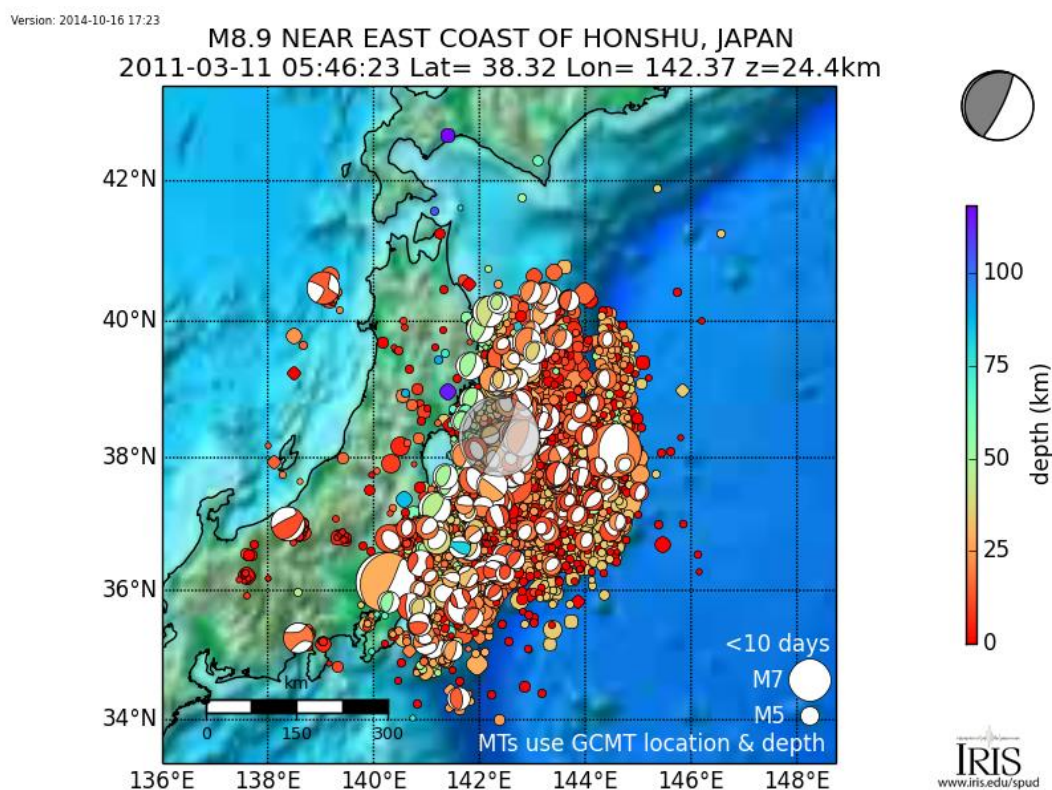 Version: 2014-10-16 17:23
M8.9 NEAR EAST COAST OF HONSHU, JAPAN
2011-03-11 05:46:23 Lat= 38.32 Lon= 142.37 z=24.4km
42°N
40°N
38°N
36°N
34°N
136°E 138°E 140°E 142°E 144°E 146°E 148°E
km
0 150 300
<10 days
M7
M5
MTs use GCMT location & depth
100
75
50
25
0
depth (km)
IRIS
www.iris.edu/spud